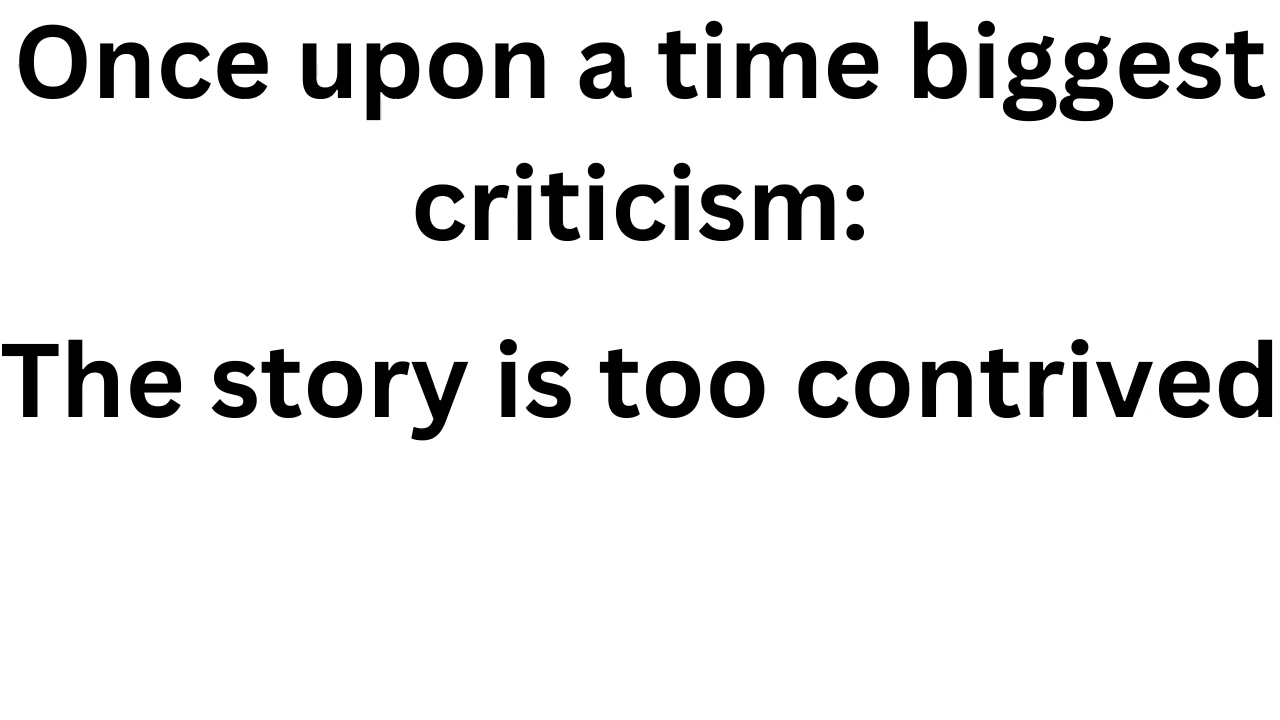 Once upon a time biggest
criticism:
The story is too contrived